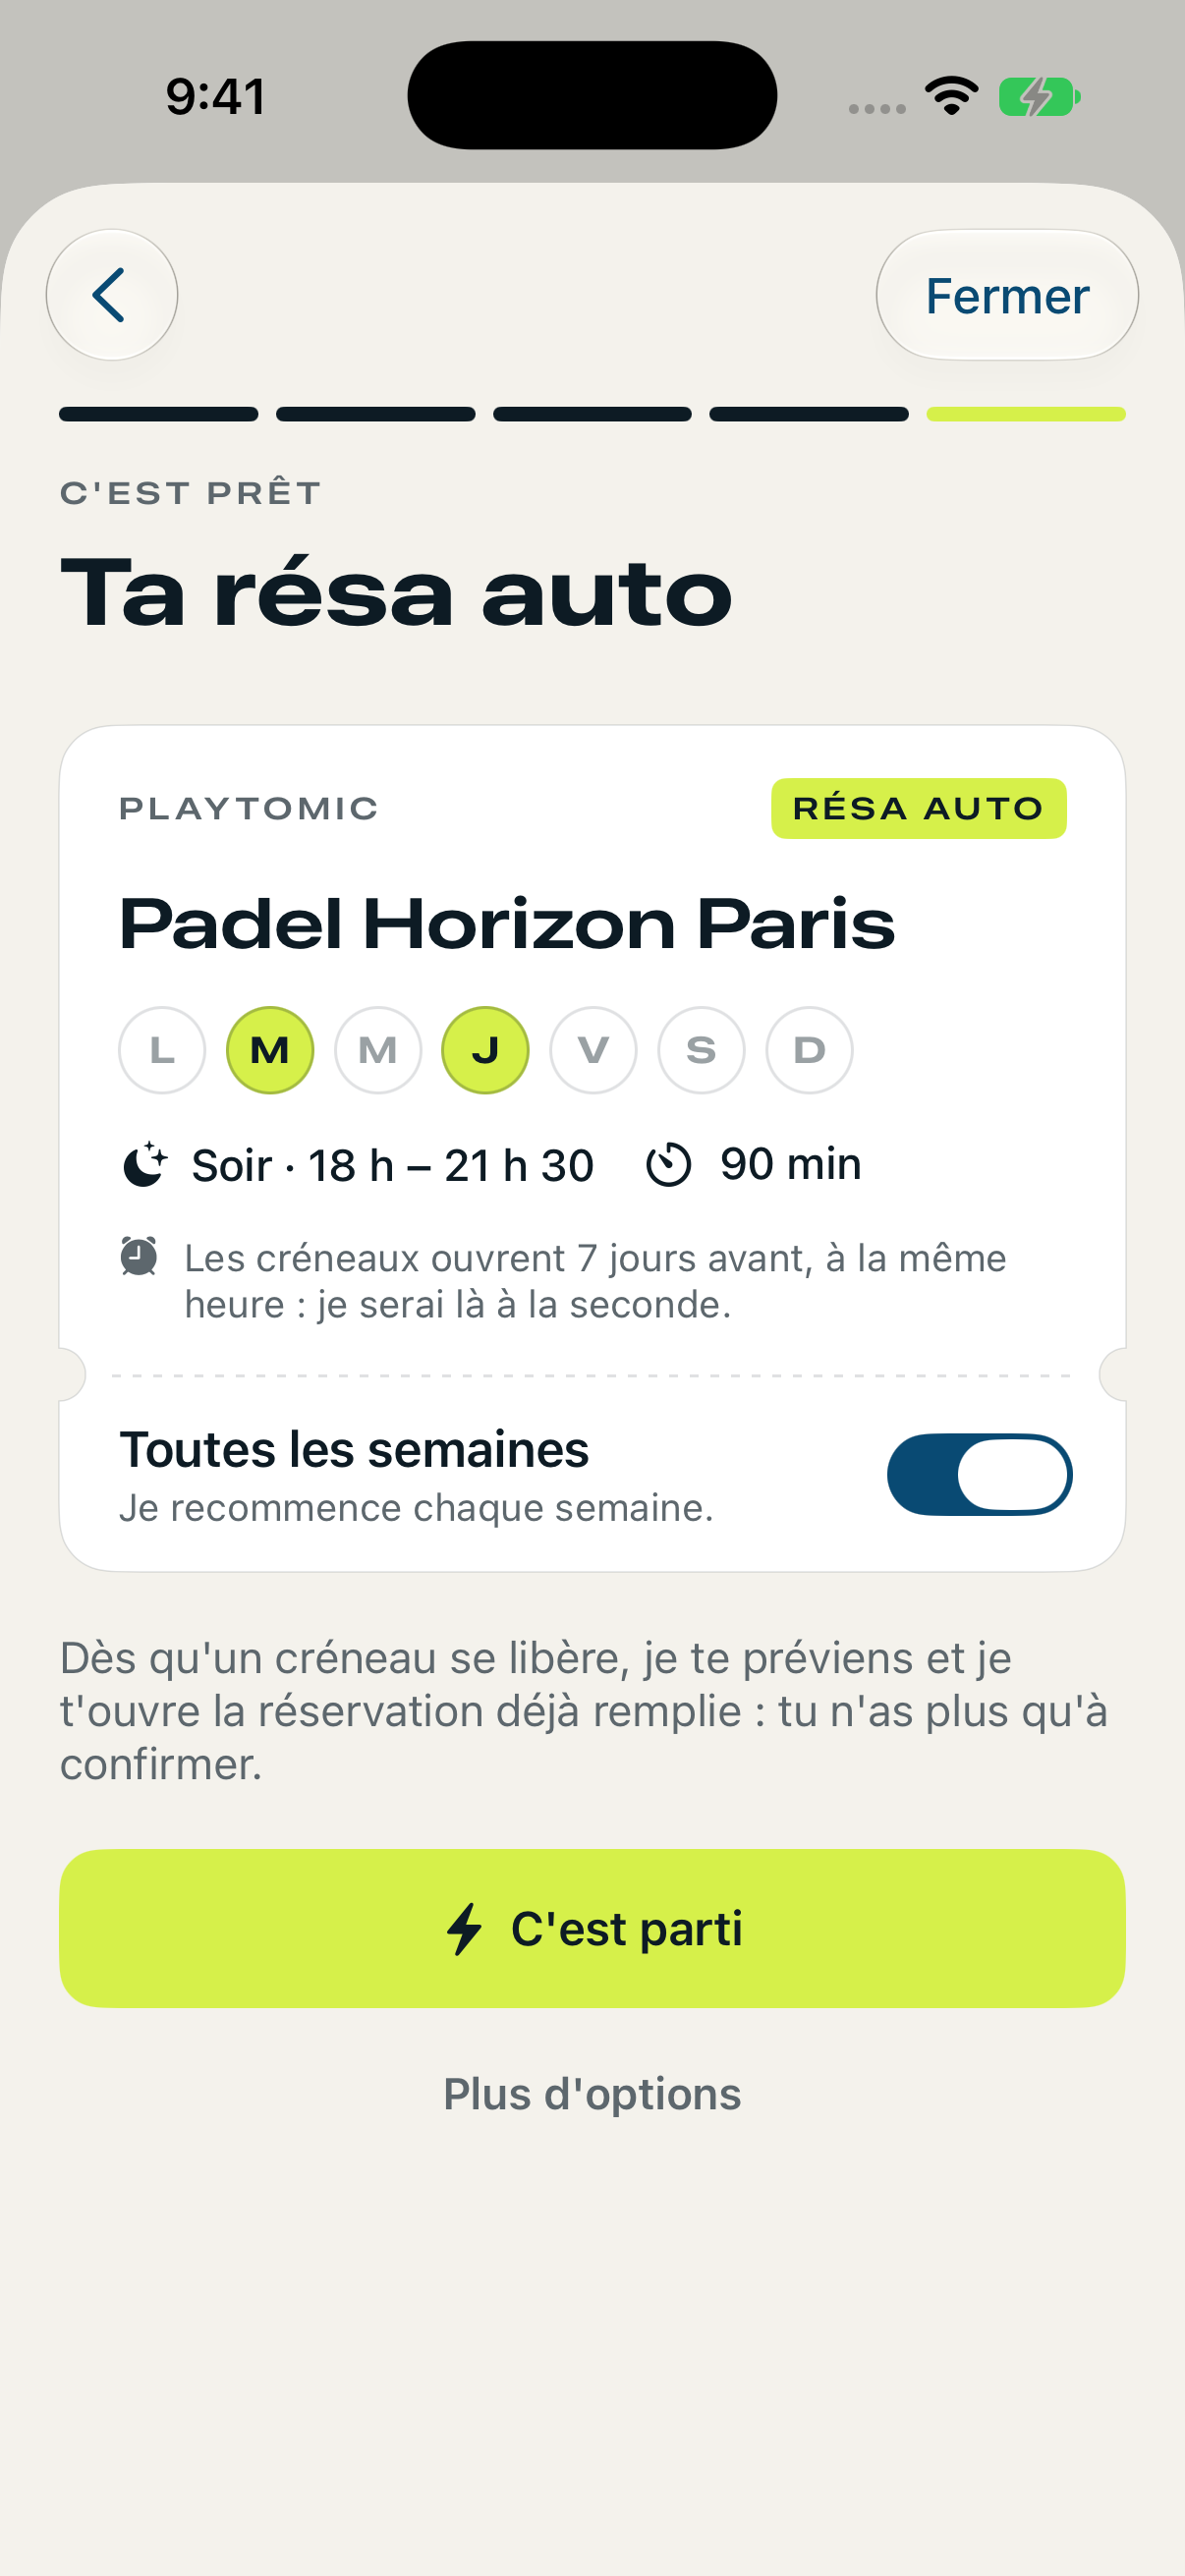 9:41
Fermer
C'EST PRÊT
Ta résa auto
PLAYTOMIC
RÉSA AUTO
Padel Horizon Paris
L M M J V S D
Soir · 18 h – 21 h 30 90 min
Les créneaux ouvrent 7 jours avant, à la même
heure : je serai là à la seconde.
Toutes les semaines
Je recommence chaque semaine.
Dès qu'un créneau se libère, je te préviens et je
t'ouvre la réservation déjà remplie : tu n'as plus qu'à
confirmer.
C'est parti
Plus d'options